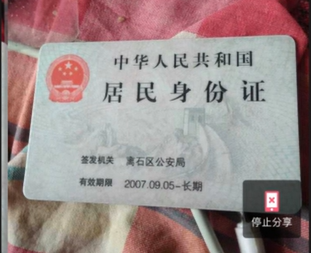 中华人民共和国
居民身份证
签发机关 离石区公安局
有效期限 2007.09.05-长期
停止分享